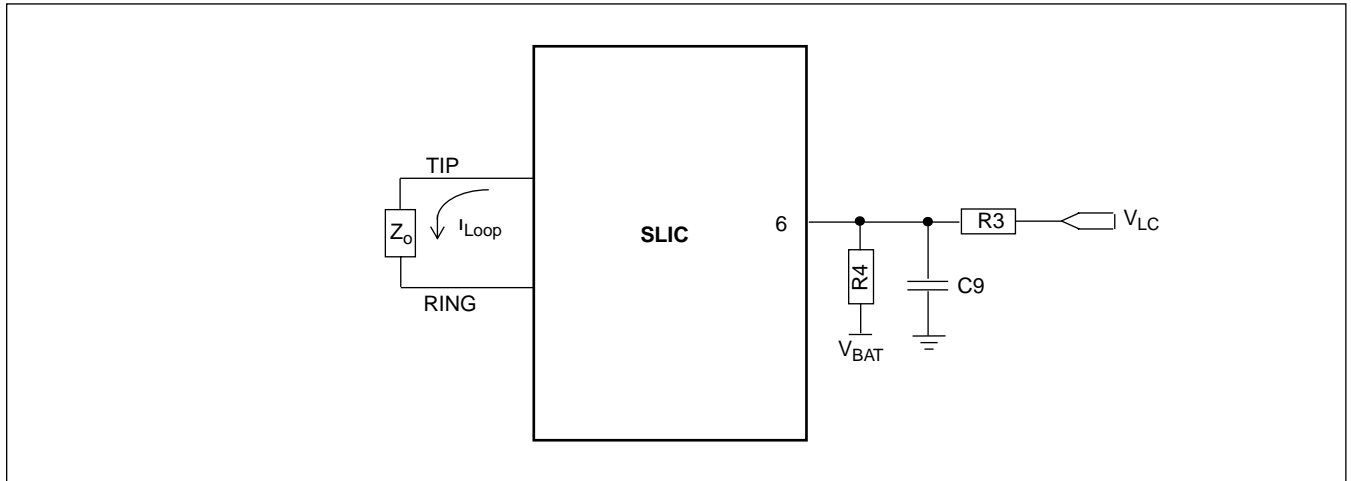 TIP
Zo
ILoop
RING
SLIC
6
R3
VLC
R4
C9
VBAT